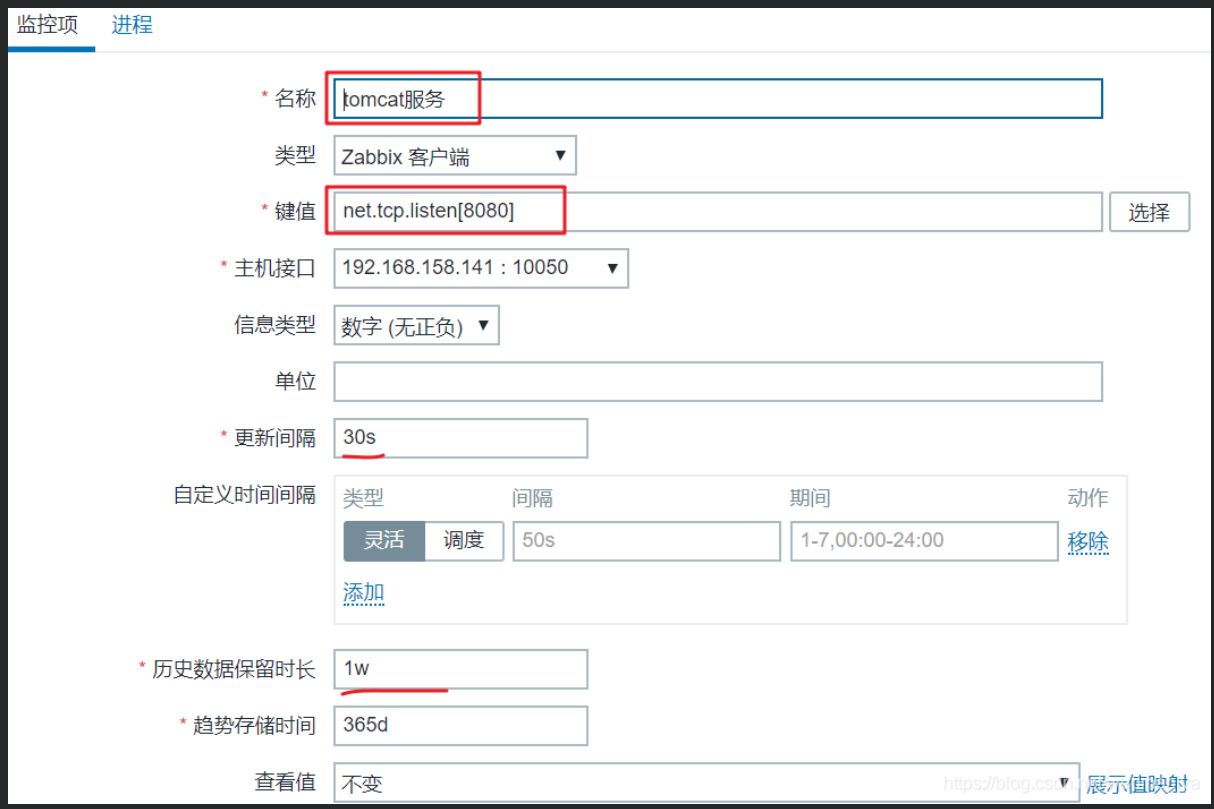 监控项 进程
* 名称 tomcat服务
类型 Zabbix 客户端
* 键值 net.tcp.listen[8080] 选择
* 主机接口 192.168.158.141 : 10050
信息类型 数字 (无正负)
单位
* 更新间隔 30s
自定义时间间隔 类型 间隔 期间 动作
灵活 调度 50s 1-7,00:00-24:00 移除
添加
* 历史数据保留时长 1w
* 趋势存储时间 365d
查看值 不变 展示值映射